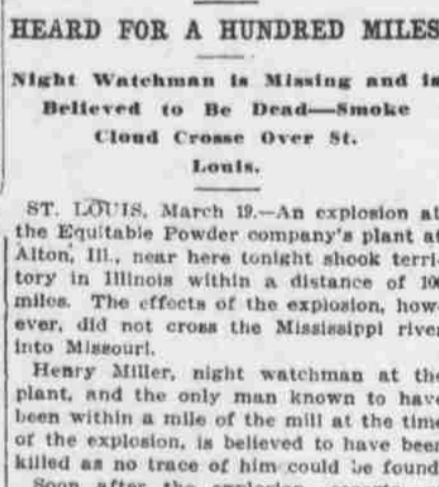 HEARD FOR A HUNDRED MILES
Night Watchman is Missing and is
Believed to Be Dead—Smoke
Cloud Crosse Over St.
Louis.
ST. LOUIS, March 19.—An explosion at
the Equitable Powder company's plant at
Alton, Ill., near here tonight shook terri-
tory in Illinois within a distance of 100
miles. The effects of the explosion, how-
ever, did not cross the Mississippi river
into Missouri.
Henry Miller, night watchman at the
plant, and the only man known to have
been within a mile of the mill at the time
of the explosion, is believed to have been
killed as no trace of him could be found.
Soon after the explosion,